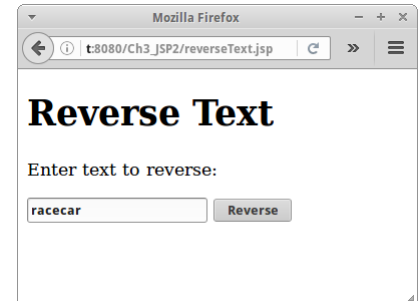 Mozilla Firefox
t:8080/Ch3_JSP2/reverseText.jsp
Reverse Text
Enter text to reverse:
racecar Reverse